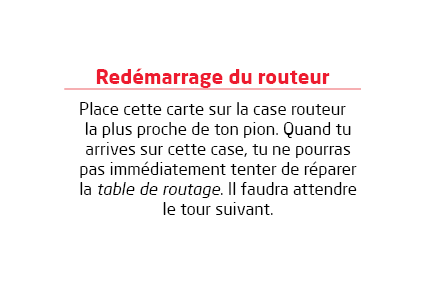 Redémarrage du routeur
Place cette carte sur la case routeur
la plus proche de ton pion. Quand tu
arrives sur cette case, tu ne pourras
pas immédiatement tenter de réparer
la table de routage. Il faudra attendre
le tour suivant.